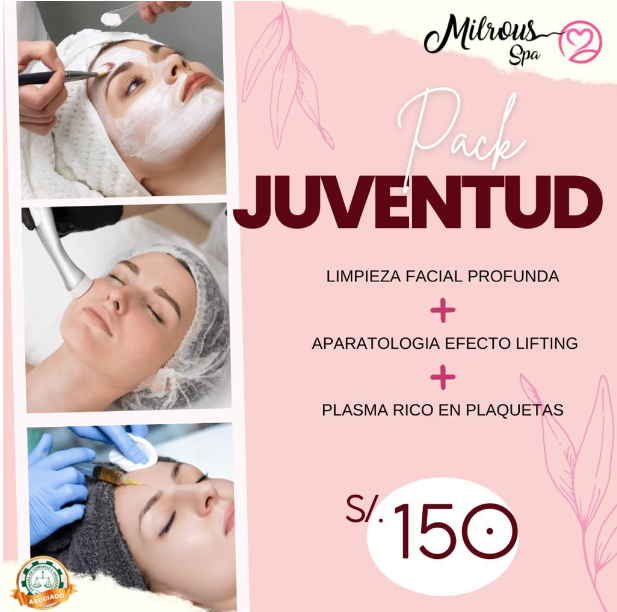 Milrous
Spa
Pack
JUVENTUD
LIMPIEZA FACIAL PROFUNDA
+
APARATOLOGIA EFECTO LIFTING
+
PLASMA RICO EN PLAQUETAS
S/. 150
ASOCIADO